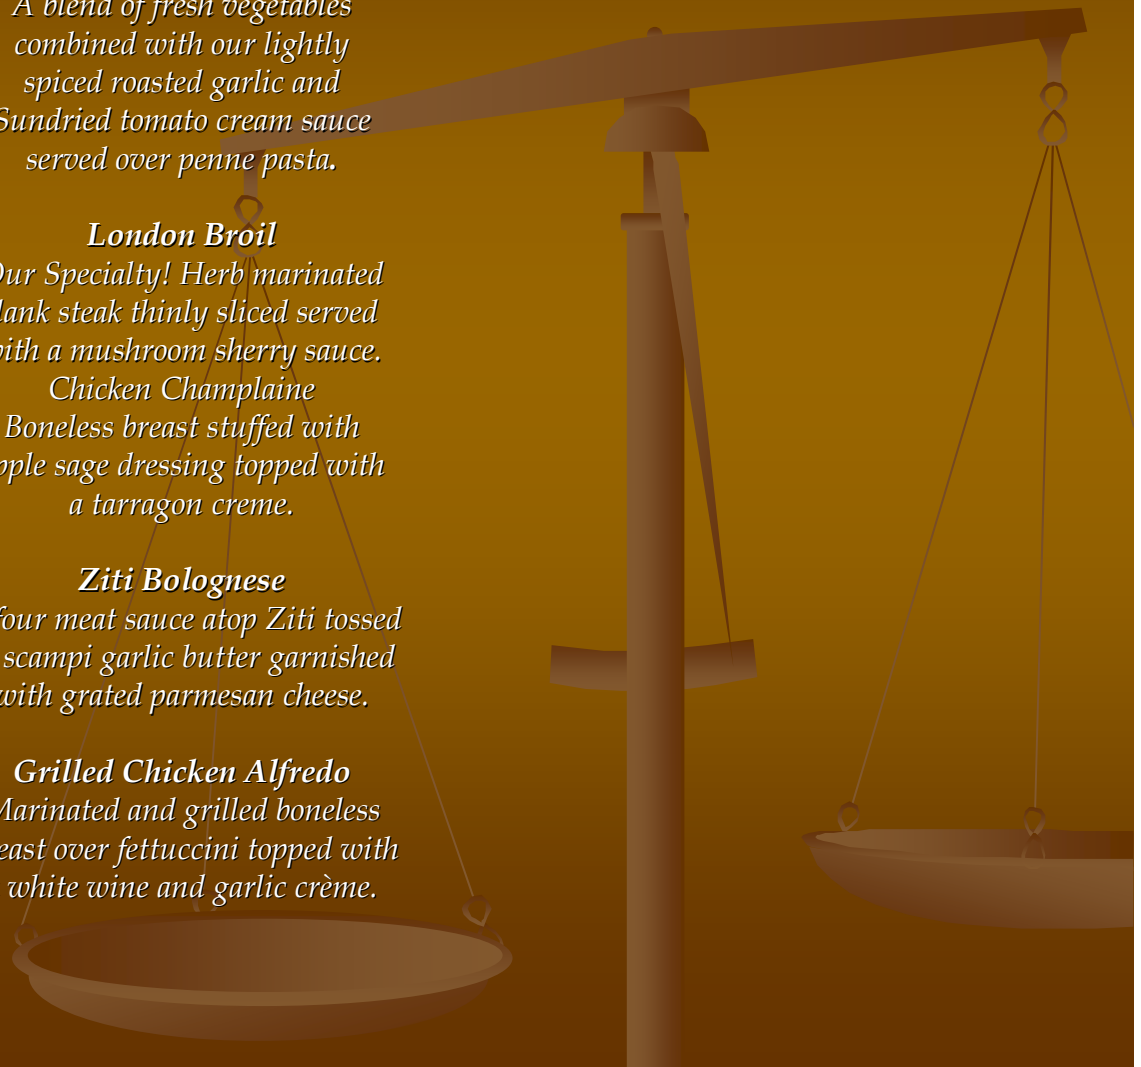 A blend of fresh vegetables
combined with our lightly
spiced roasted garlic and
Sundried tomato cream sauce
served over penne pasta.
London Broil
Our Specialty! Herb marinated
lank steak thinly sliced served
with a mushroom sherry sauce.
Chicken Champlaine
Boneless breast stuffed with
pple sage dressing topped with
a tarragon creme.
Ziti Bolognese
four meat sauce atop Ziti tossed
scampi garlic butter garnished
with grated parmesan cheese.
Grilled Chicken Alfredo
Marinated and grilled boneless
east over fettuccini topped with
white wine and garlic crème.